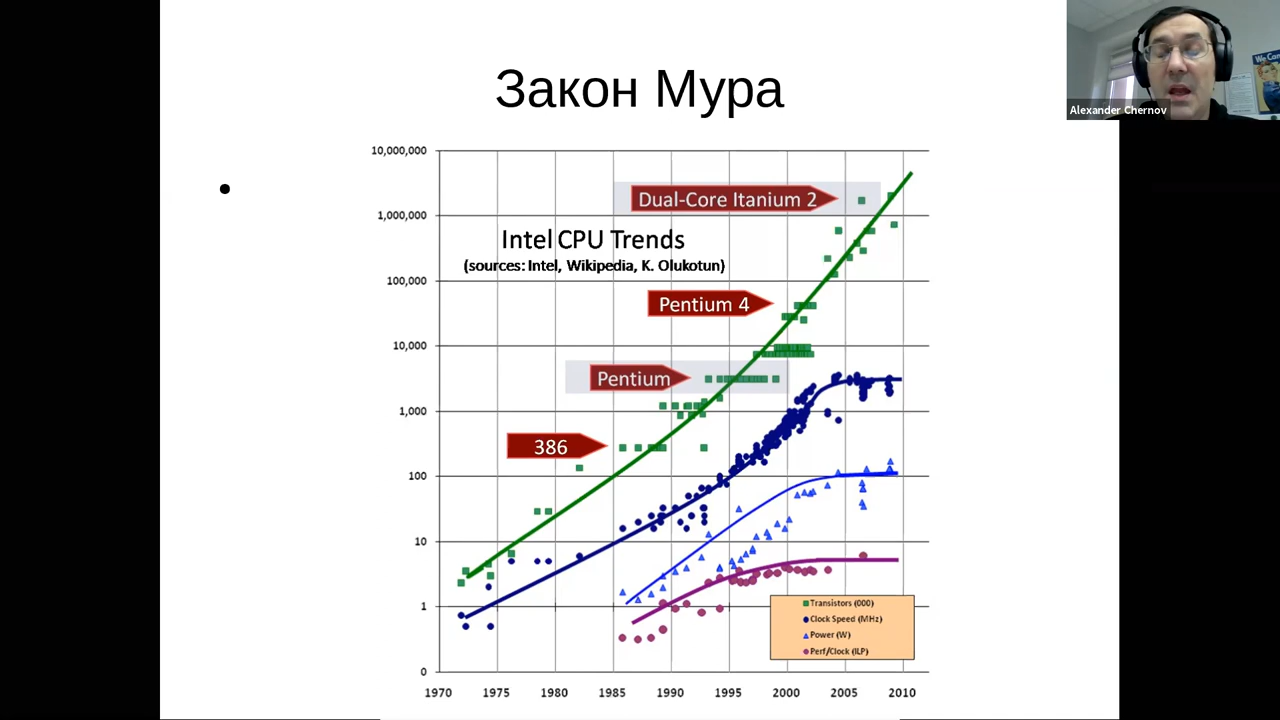 Закон Мура
We Can
Alexander Chernov
•
10,000,000
1,000,000
100,000
10,000
1,000
100
10
1
0
Dual-Core Itanium 2
Intel CPU Trends
(sources: Intel, Wikipedia, K. Olukotun)
Pentium 4
Pentium
386
Transistors (000)
Clock Speed (MHz)
Power (W)
Perf/Clock (ILP)
1970 1975 1980 1985 1990 1995 2000 2005 2010